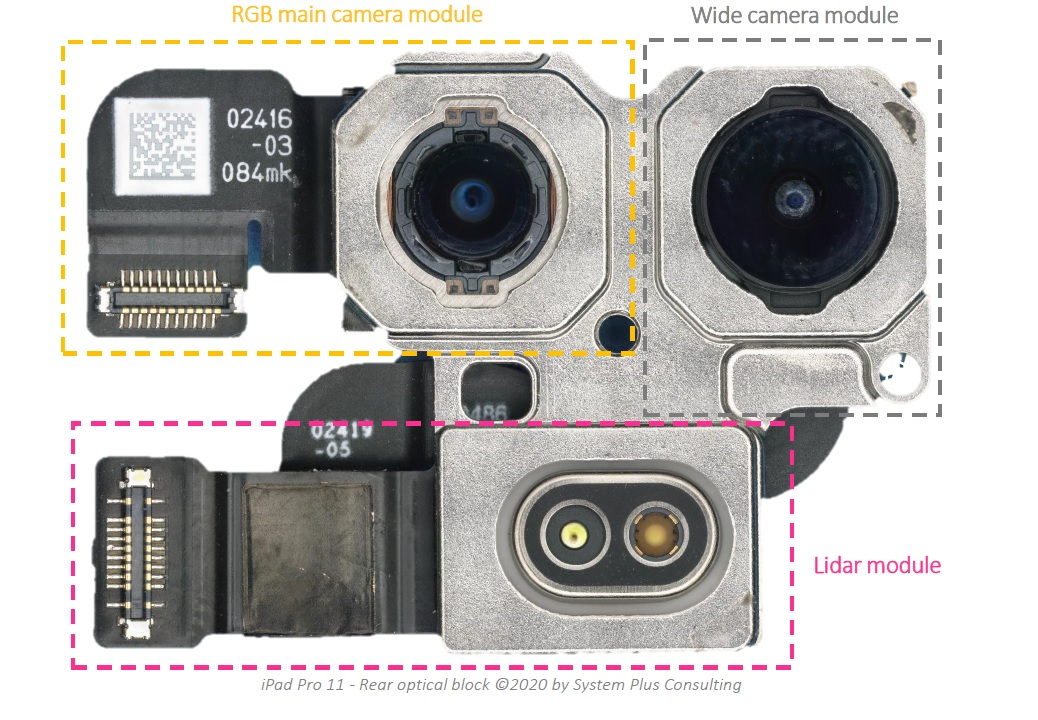 RGB main camera module
Wide camera module
02416
-03
084mk
486
02419
-05
Lidar module
iPad Pro 11 - Rear optical block ©2020 by System Plus Consulting